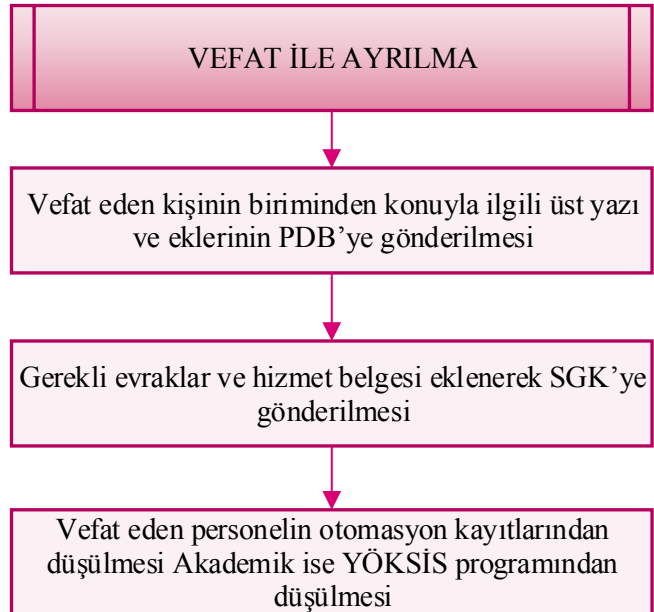 VEFAT İLE AYRILMA
Vefat eden kişinin biriminden konuyla ilgili üst yazı
ve eklerinin PDB’ye gönderilmesi
Gerekli evraklar ve hizmet belgesi eklenerek SGK’ye
gönderilmesi
Vefat eden personelin otomasyon kayıtlarından
düşülmesi Akademik ise YÖKSİS programından
düşülmesi